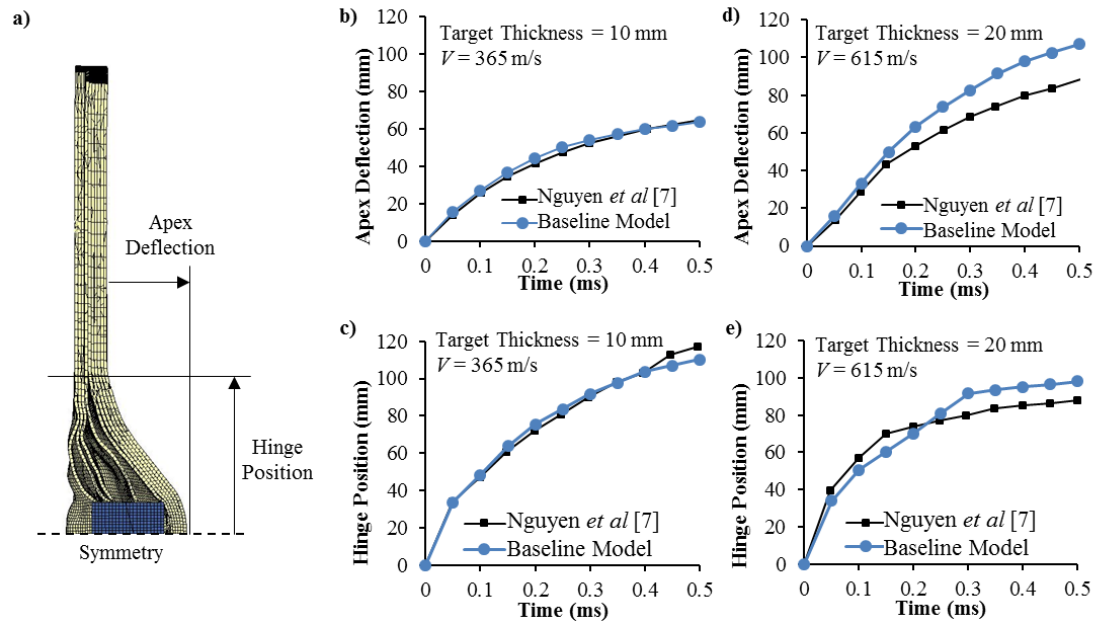 a)
Apex
Deflection
Hinge
Position
Symmetry
b)
Target Thickness = 10 mm
V = 365 m/s
Apex Deflection (mm)
120
100
80
60
40
20
0
Nguyen et al [7]
Baseline Model
0 0.1 0.2 0.3 0.4 0.5
Time (ms)
c)
Target Thickness = 10 mm
V = 365 m/s
Hinge Position (mm)
120
100
80
60
40
20
0
Nguyen et al [7]
Baseline Model
0 0.1 0.2 0.3 0.4 0.5
Time (ms)
d)
Target Thickness = 20 mm
V = 615 m/s
Apex Deflection (mm)
120
100
80
60
40
20
0
Nguyen et al [7]
Baseline Model
0 0.1 0.2 0.3 0.4 0.5
Time (ms)
e)
Target Thickness = 20 mm
V = 615 m/s
Hinge Position (mm)
120
100
80
60
40
20
0
Nguyen et al [7]
Baseline Model
0 0.1 0.2 0.3 0.4 0.5
Time (ms)